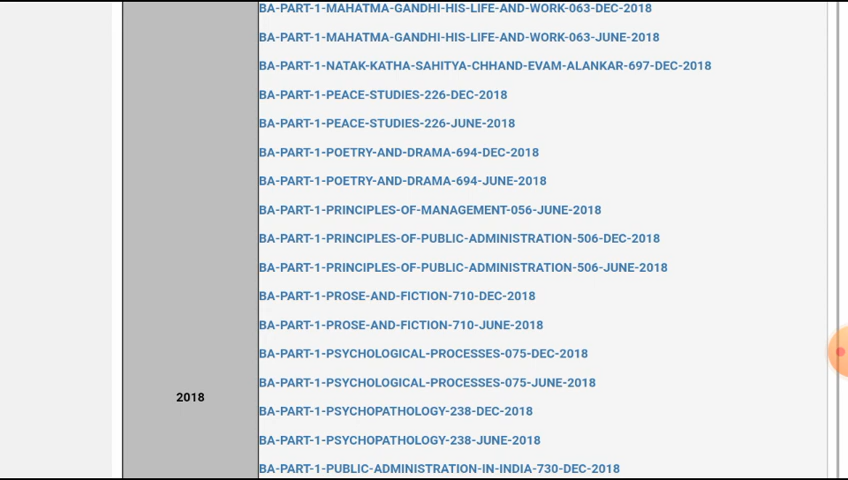 BA-PART-1-MAHATMA-GANDHI-HIS-LIFE-AND-WORK-063-DEC-2018
BA-PART-1-MAHATMA-GANDHI-HIS-LIFE-AND-WORK-063-JUNE-2018
BA-PART-1-NATAK-KATHA-SAHITYA-CHHAND-EVAM-ALANKAR-697-DEC-2018
BA-PART-1-PEACE-STUDIES-226-DEC-2018
BA-PART-1-PEACE-STUDIES-226-JUNE-2018
BA-PART-1-POETRY-AND-DRAMA-694-DEC-2018
BA-PART-1-POETRY-AND-DRAMA-694-JUNE-2018
BA-PART-1-PRINCIPLES-OF-MANAGEMENT-056-JUNE-2018
BA-PART-1-PRINCIPLES-OF-PUBLIC-ADMINISTRATION-506-DEC-2018
BA-PART-1-PRINCIPLES-OF-PUBLIC-ADMINISTRATION-506-JUNE-2018
BA-PART-1-PROSE-AND-FICTION-710-DEC-2018
BA-PART-1-PROSE-AND-FICTION-710-JUNE-2018
BA-PART-1-PSYCHOLOGICAL-PROCESSES-075-DEC-2018
BA-PART-1-PSYCHOLOGICAL-PROCESSES-075-JUNE-2018
2018
BA-PART-1-PSYCHOPATHOLOGY-238-DEC-2018
BA-PART-1-PSYCHOPATHOLOGY-238-JUNE-2018
BA-PART-1-PUBLIC-ADMINISTRATION-IN-INDIA-730-DEC-2018